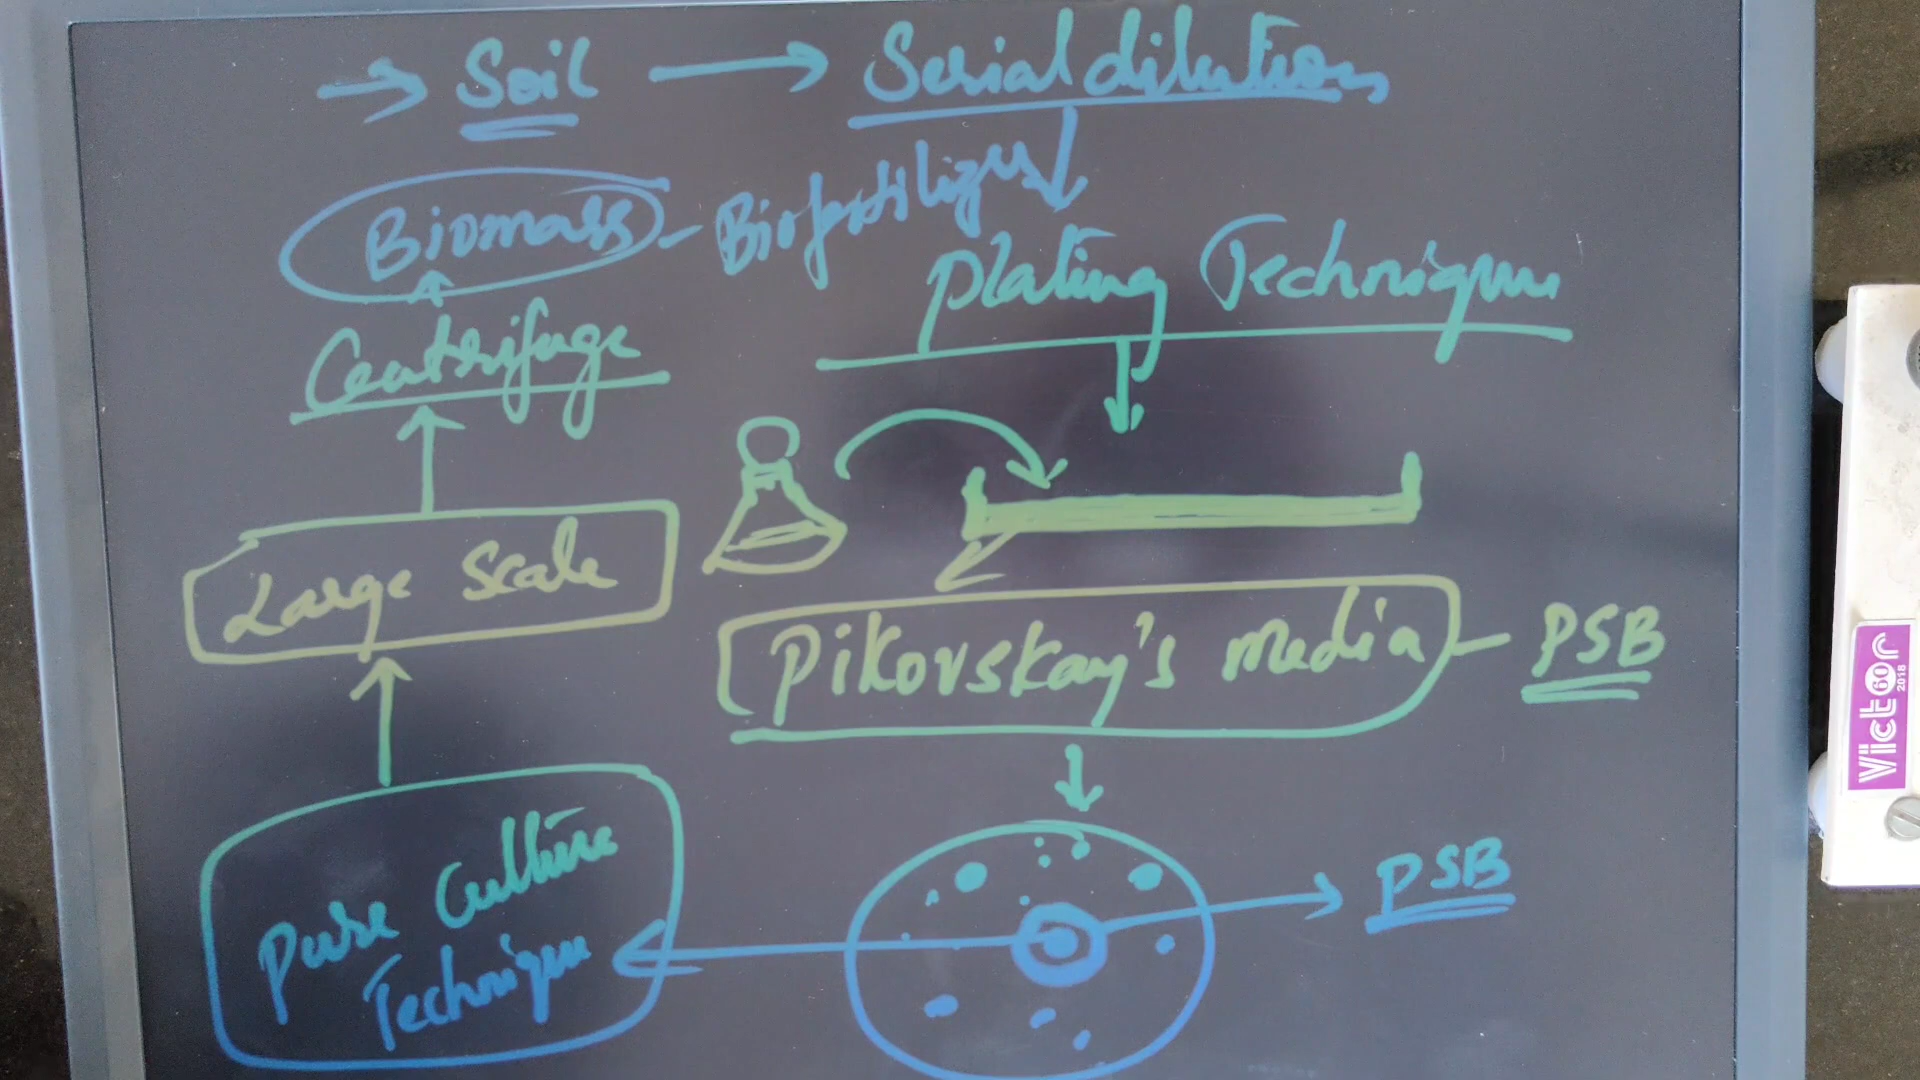 → Soil → Serial dilution
Biomass - Biofertilizer
Plating Technique
Centrifuge
Large Scale
Pikovskay's media - PSB
Pure Culture
Technique
PSB
Viictor 60
2018